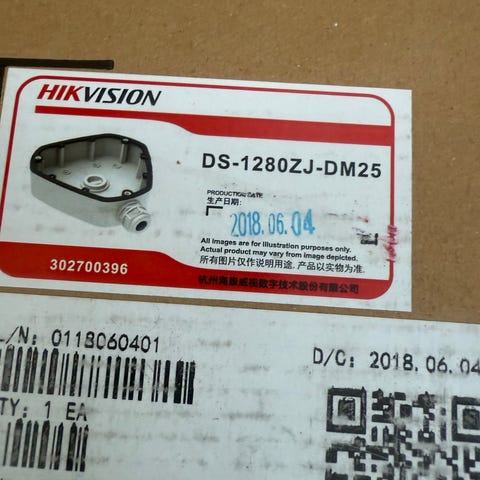 HIKVISION
DS-1280ZJ-DM25
PRODUCTION DATE
生产日期:
2018.06.04
All images are for illustration purposes only.
Actual product may vary from image depicted.
所有图片仅作说明用途. 产品以实物为准.
302700396
杭州海康威视数字技术股份有限公司
/N: 0118060401
D/C: 2018.06.04
TY: 1 EA